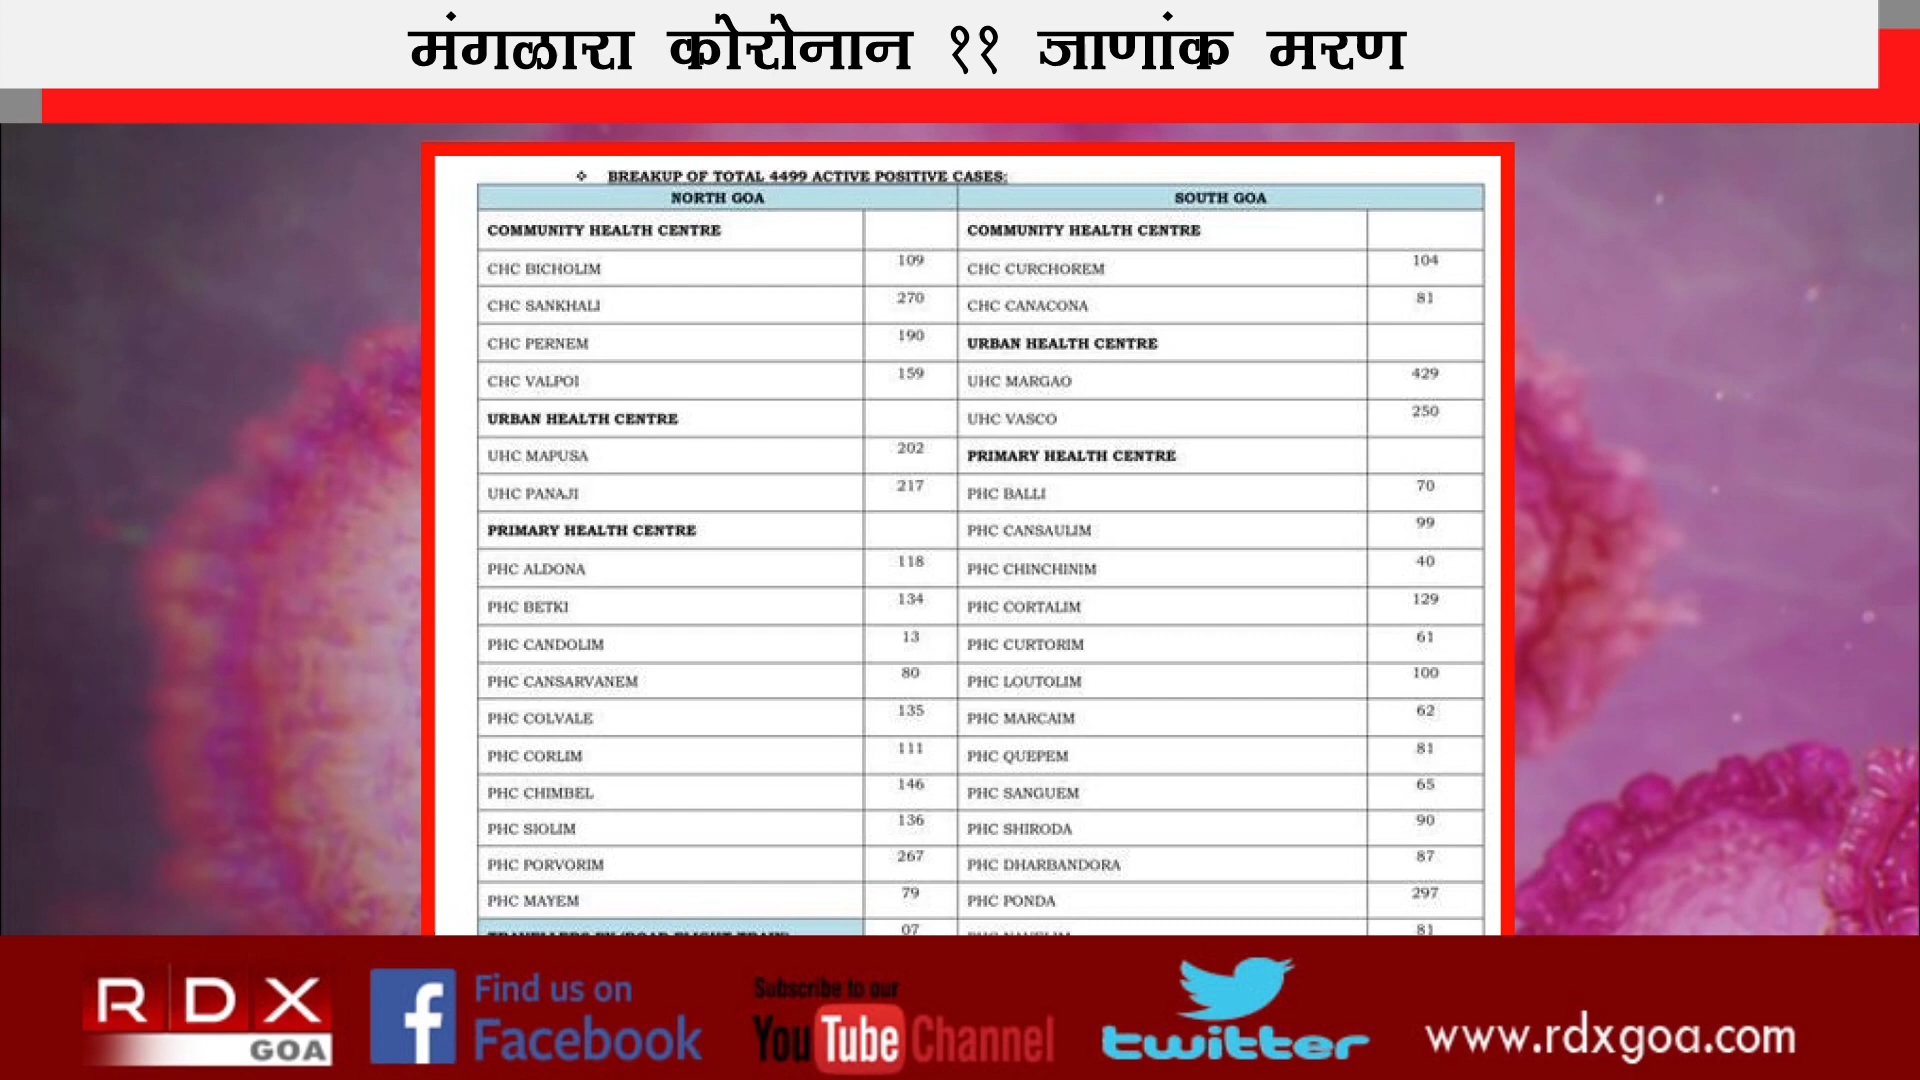 मंगळारा कोरोनान ११ जाणांक मरण
❖ BREAKUP OF TOTAL 4499 ACTIVE POSITIVE CASES:
NORTH GOA SOUTH GOA
COMMUNITY HEALTH CENTRE COMMUNITY HEALTH CENTRE
CHC BICHOLIM 109 CHC CURCHOREM 104
CHC SANKHALI 270 CHC CANACONA 81
CHC PERNEM 190 URBAN HEALTH CENTRE
CHC VALPOI 159 UHC MARGAO 429
URBAN HEALTH CENTRE UHC VASCO 250
UHC MAPUSA 202 PRIMARY HEALTH CENTRE
UHC PANAJI 217 PHC BALLI 70
PRIMARY HEALTH CENTRE PHC CANSAULIM 99
PHC ALDONA 118 PHC CHINCHINIM 40
PHC BETKI 134 PHC CORTALIM 129
PHC CANDOLIM 13 PHC CURTORIM 61
PHC CANSARVANEM 80 PHC LOUTOLIM 100
PHC COLVALE 135 PHC MARCAIM 62
PHC CORLIM 111 PHC QUEPEM 81
PHC CHIMBEL 146 PHC SANGUEM 65
PHC SIOLIM 136 PHC SHIRODA 90
PHC PORVORIM 267 PHC DHARBANDORA 87
PHC MAYEM 79 PHC PONDA 297
07 81
RDX
GOA
Find us on
Facebook
Subscribe to our
YouTube Channel
twitter
www.rdxgoa.com